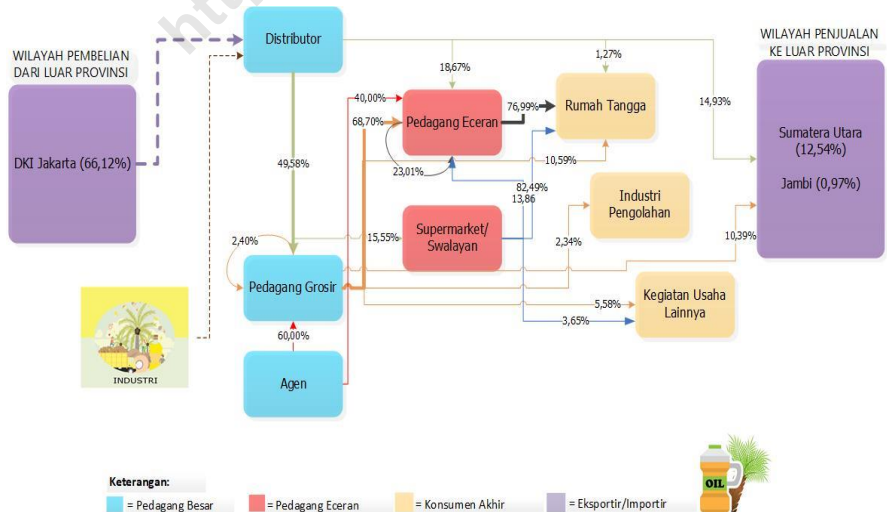 WILAYAH PEMBELIAN
DARI LUAR PROVINSI
DKI Jakarta (66,12%)
Distributor
18,67%
1,27%
14,93%
WILAYAH PENJUALAN
KE LUAR PROVINSI
Sumatera Utara
(12,54%)
Jambi (0,97%)
40,00%
68,70%
Pedagang Eceran
76,99%
Rumah Tangga
49,58%
23,01%
10,59%
82,49%
13,86
Industri
Pengolahan
2,40%
15,55%
Supermarket/
Swalayan
2,34%
10,39%
Pedagang Grosir
5,58%
3,65%
Kegiatan Usaha
Lainnya
60,00%
Agen
INDUSTRI
OIL
Keterangan:
= Pedagang Besar
= Pedagang Eceran
= Konsumen Akhir
= Eksportir/Importir